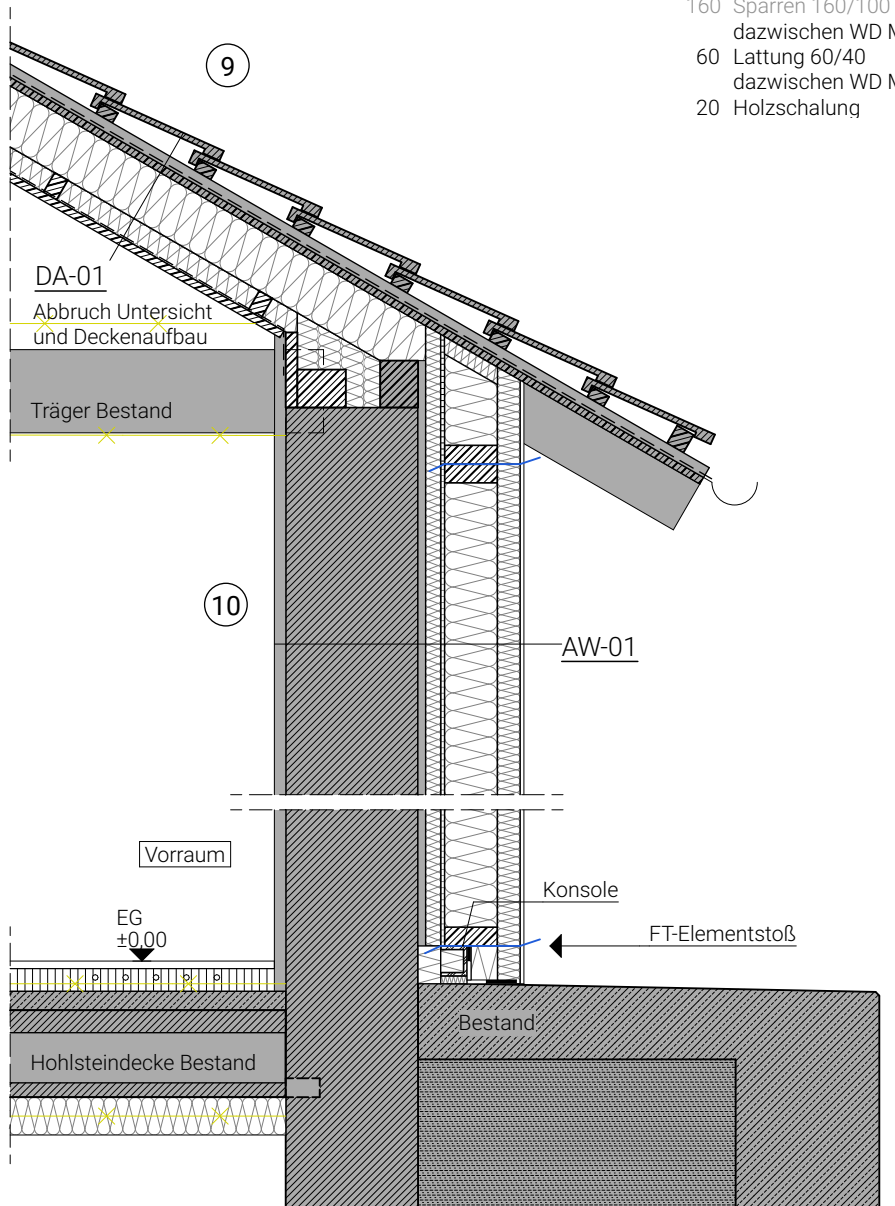 160 Sparren 160/100
dazwischen WD
60 Lattung 60/40
dazwischen WD
20 Holzschalung
9
DA-01
Abbruch Untersicht
und Deckenaufbau
Träger Bestand
10
AW-01
Vorraum
Konsole
EG
±0,00
FT-Elementstoß
Bestand
Hohlsteindecke Bestand